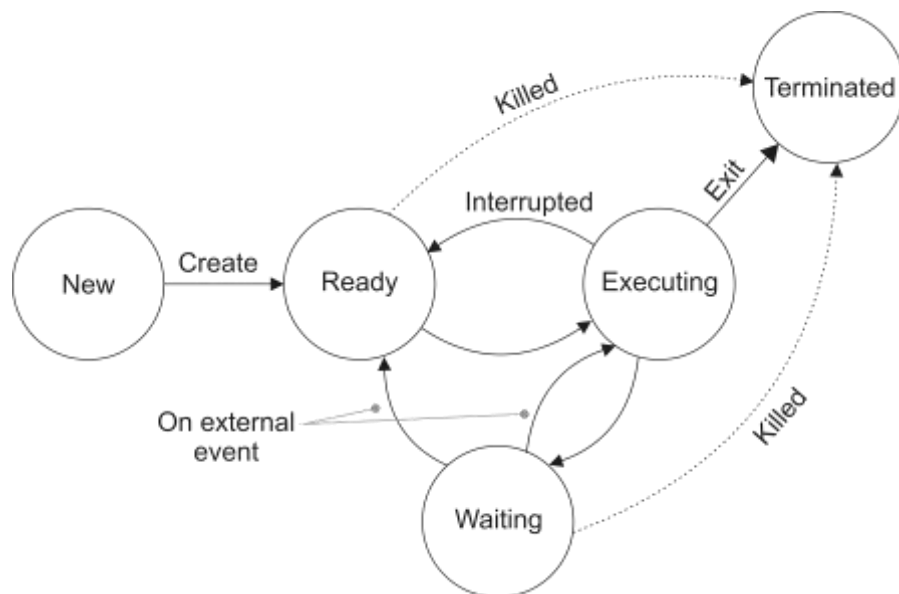 Killed
Terminated
Exit
Interrupted
New
Create
Ready
Executing
On external
event
Waiting
Killed